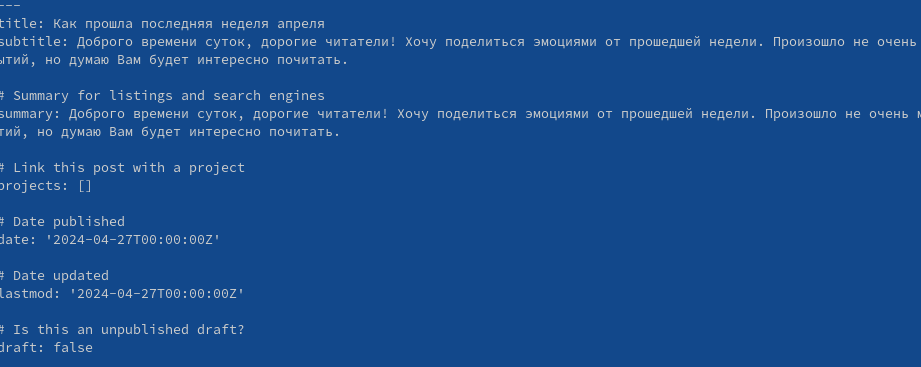 ---
title: Как прошла последняя неделя апреля
subtitle: Доброго времени суток, дорогие читатели! Хочу поделиться эмоциями от прошедшей недели. Произошло не очень
ытий, но думаю Вам будет интересно почитать.
# Summary for listings and search engines
summary: Доброго времени суток, дорогие читатели! Хочу поделиться эмоциями от прошедшей недели. Произошло не очень м
тий, но думаю Вам будет интересно почитать.
# Link this post with a project
projects: []
# Date published
date: '2024-04-27T00:00:00Z'
# Date updated
lastmod: '2024-04-27T00:00:00Z'
# Is this an unpublished draft?
draft: false